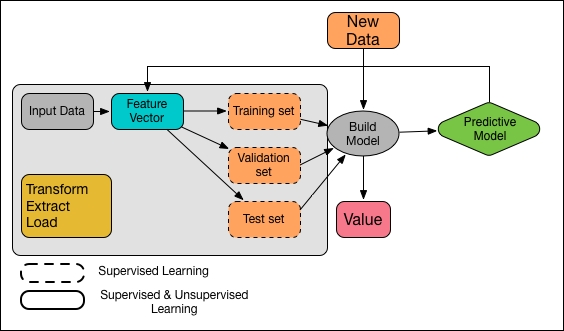 New
Data
Input Data
Feature
Vector
Training set
Build
Model
Predictive
Model
Validation
set
Transform
Extract
Load
Test set
Value
Supervised Learning
Supervised & Unsupervised
Learning